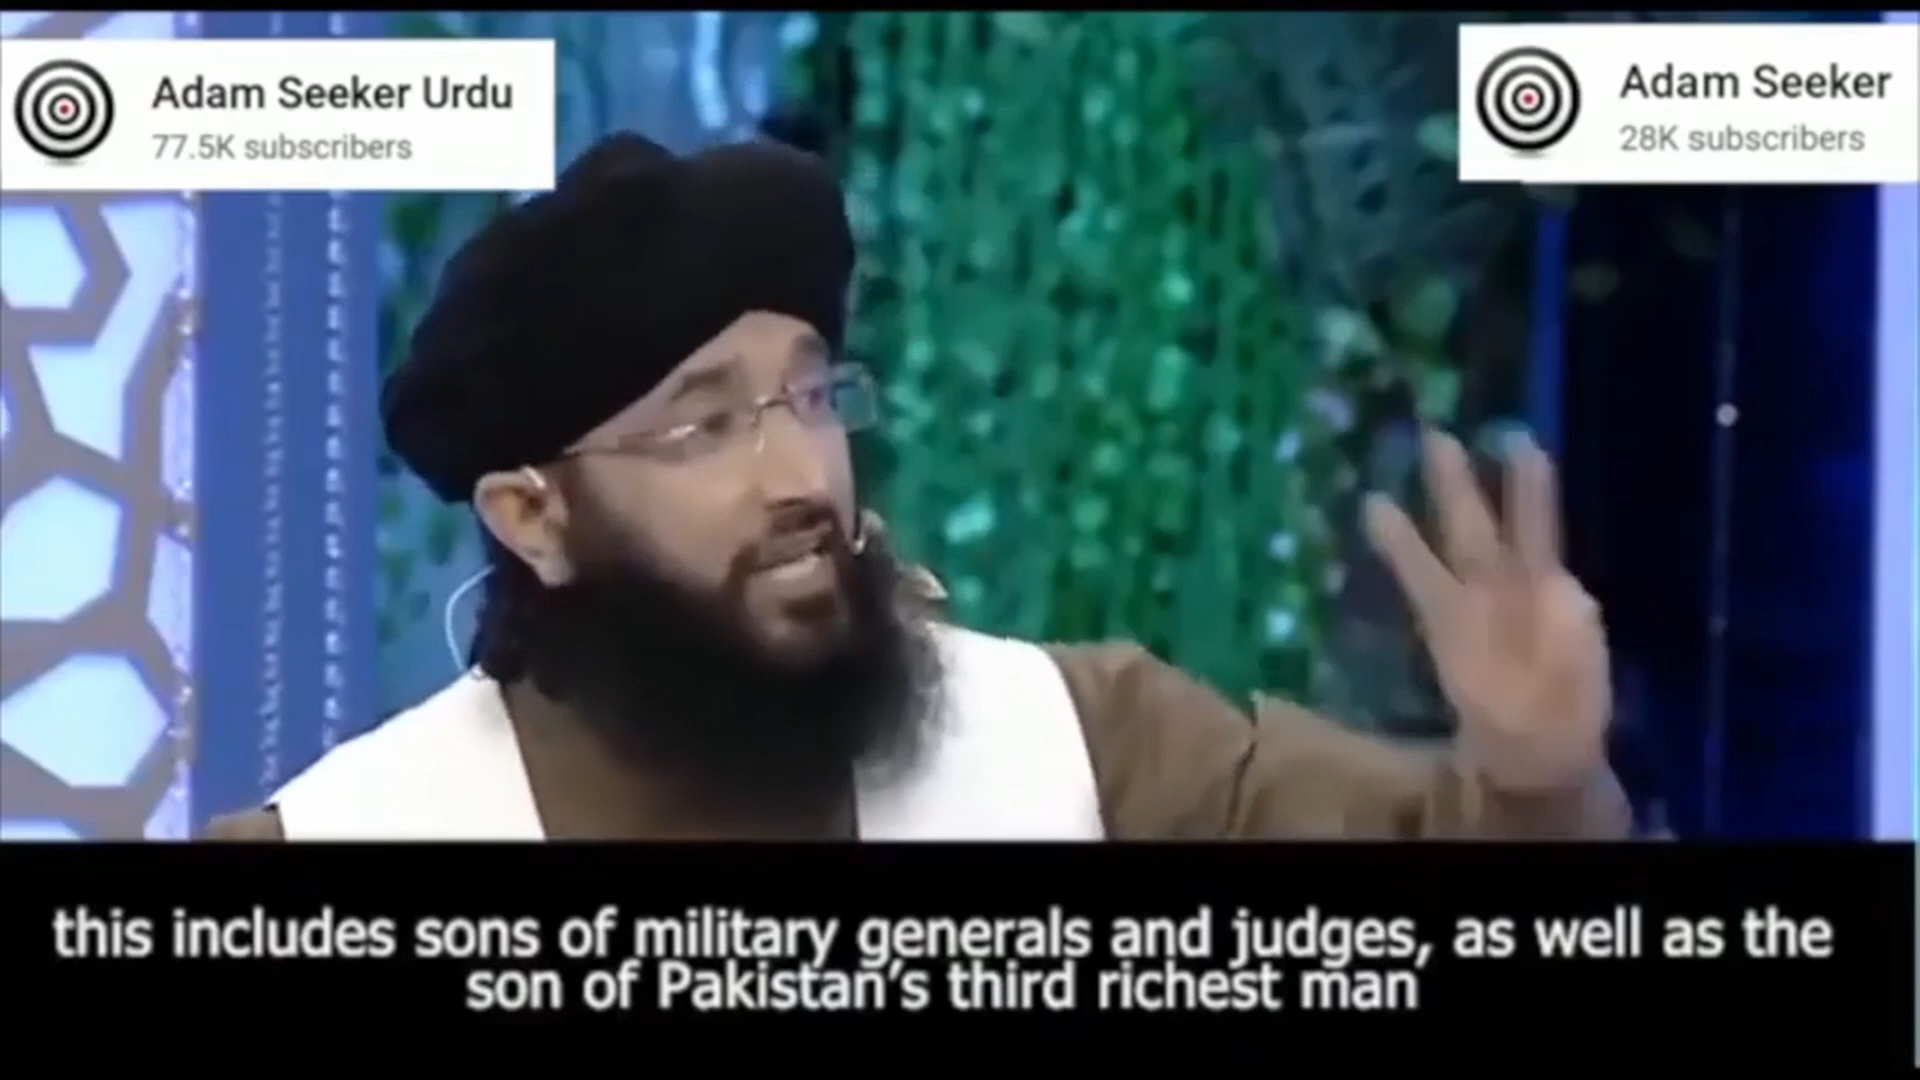 Adam Seeker Urdu
77.5K subscribers
Adam Seeker
28K subscribers
this includes sons of military generals and judges, as well as the
son of Pakistan's third richest man